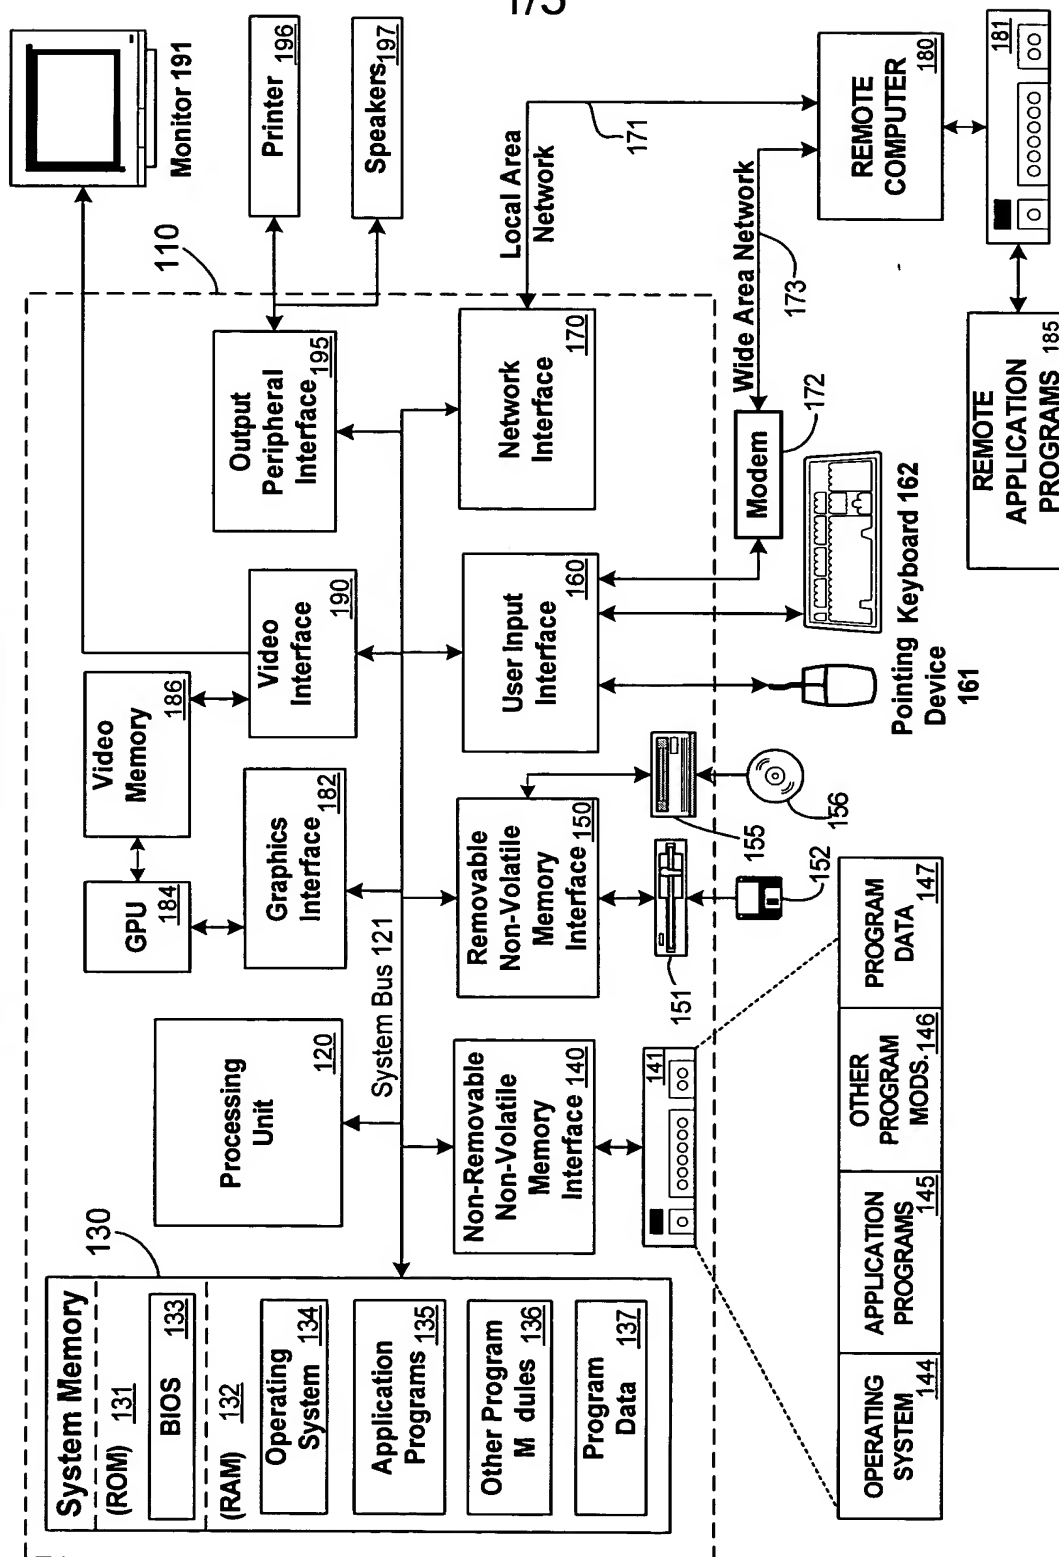 1/5
System Memory
(ROM) 131
BIOS 133
(RAM) 132
Operating
System 134
Application
Programs 135
Other Program
M dules 136
Program
Data 137
130
Processing
Unit
120
System Bus 121
GPU
184
Video
Memory
186
Graphics
Interface 182
Video
Interface 190
Output
Peripheral
Interface 195
110
Monitor 191
Printer 196
Speakers 197
Non-Removable
Non-Volatile
Memory
Interface 140
Removable
Non-Volatile
Memory
Interface 150
User Input
Interface 160
Network
Interface 170
Local Area
Network
171
Wide Area Network
173
Modem
172
141
151
152
155
156
Pointing
Device
161
Keyboard 162
REMOTE
COMPUTER
180
181
REMOTE
APPLICATION
PROGRAMS 185
OPERATING
SYSTEM 144
APPLICATION
PROGRAMS 145
OTHER
PROGRAM
MODS. 146
PROGRAM
DATA 147